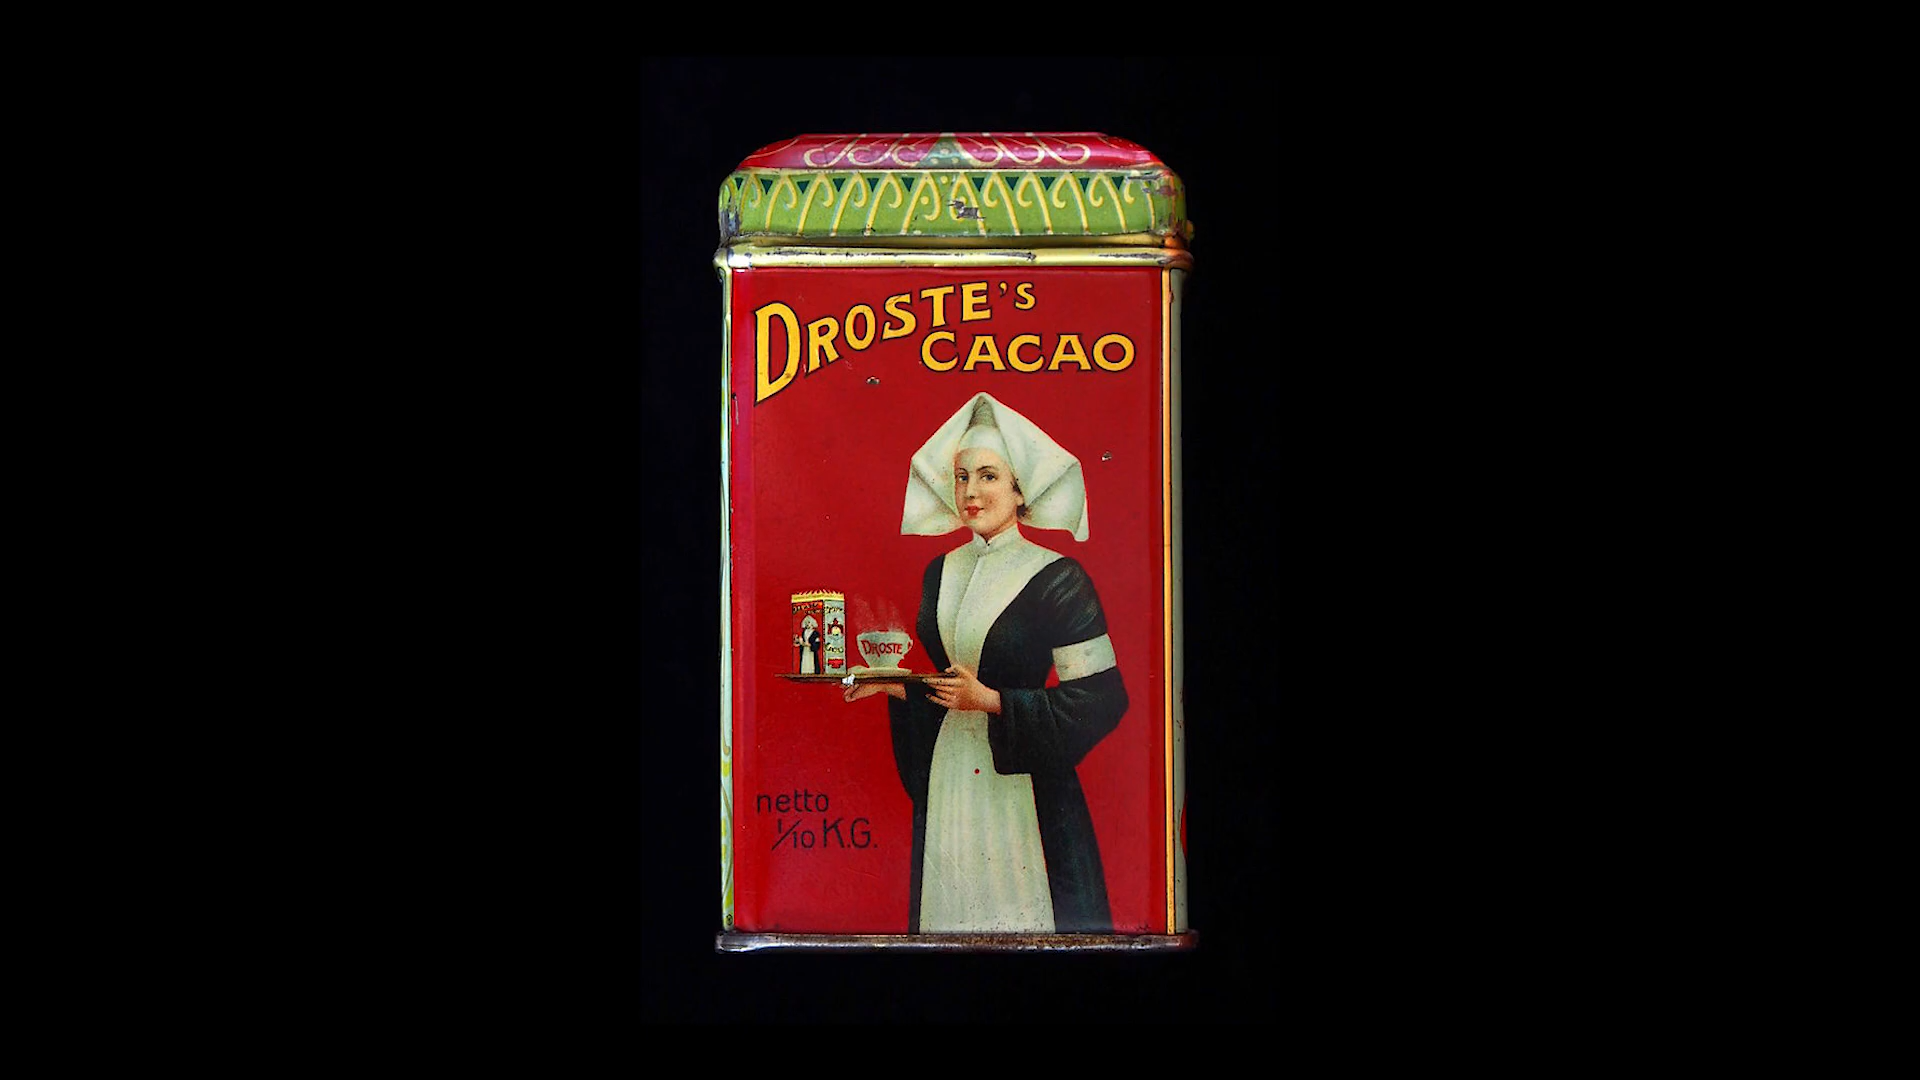 DROSTE'S
CACAO
DROSTE
netto
1/10 K.G.